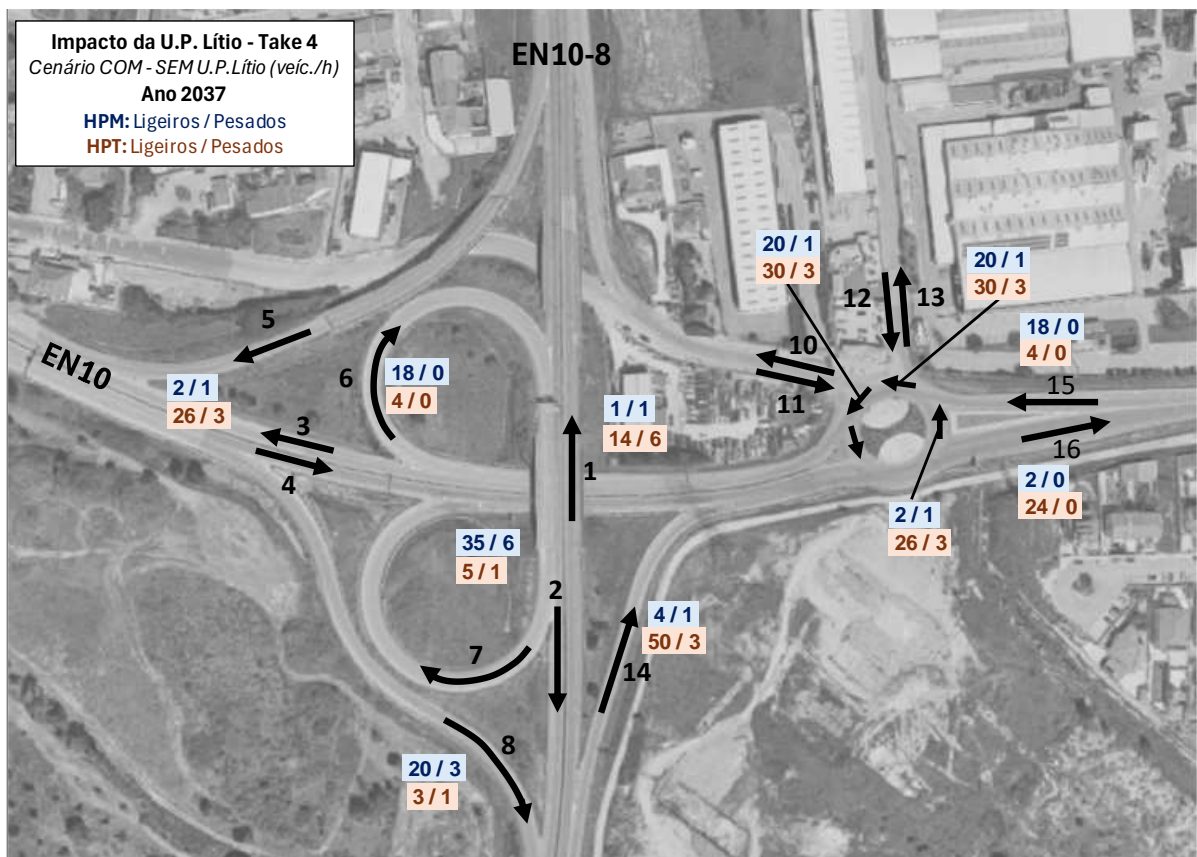 Impacto da U.P. Lítio - Take 4
Cenário COM - SEM U.P.Lítio (veíc./h)
Ano 2037
HPM: Ligeiros / Pesados
HPT: Ligeiros / Pesados
EN10-8
20 / 1
30 / 3
20 / 1
30 / 3
12
13
18 / 0
4 / 0
5
EN10
10
11
15
16
6
18 / 0
4 / 0
2 / 1
26 / 3
3
4
1 / 1
14 / 6
1
2 / 0
24 / 0
2 / 1
26 / 3
35 / 6
5 / 1
2
4 / 1
50 / 3
7
14
8
20 / 3
3 / 1